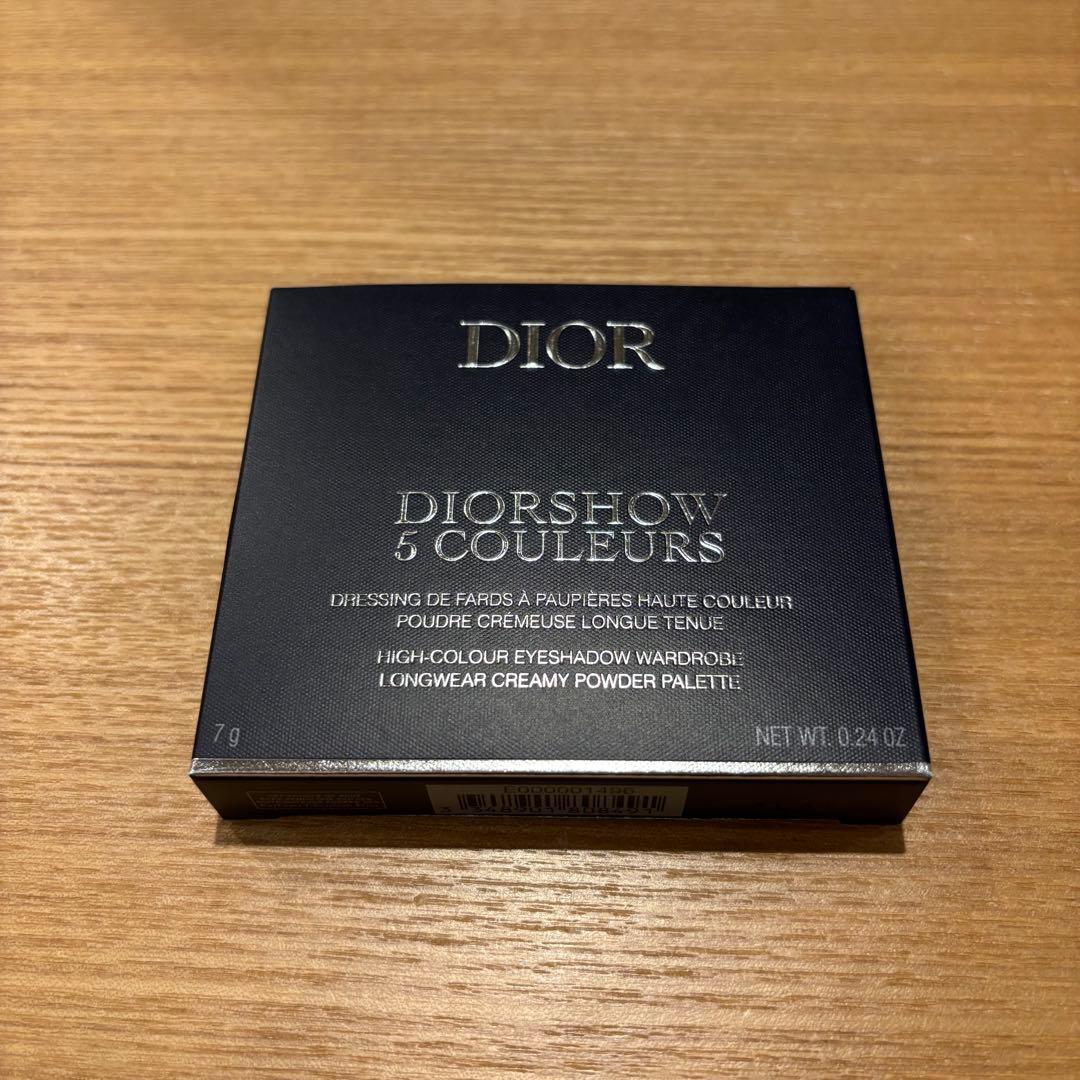 DIOR
DIORSHOW
5 COULEURS
DRESSING DE FARDS À PAUPIÈRES HAUTE COULEUR
POUDRE CRÉMEUSE LONGUE TENUE
HIGH-COLOUR EYESHADOW WARDROBE
LONGWEAR CREAMY POWDER PALETTE
7 g
NET WT. 0.24 OZ
E000001496